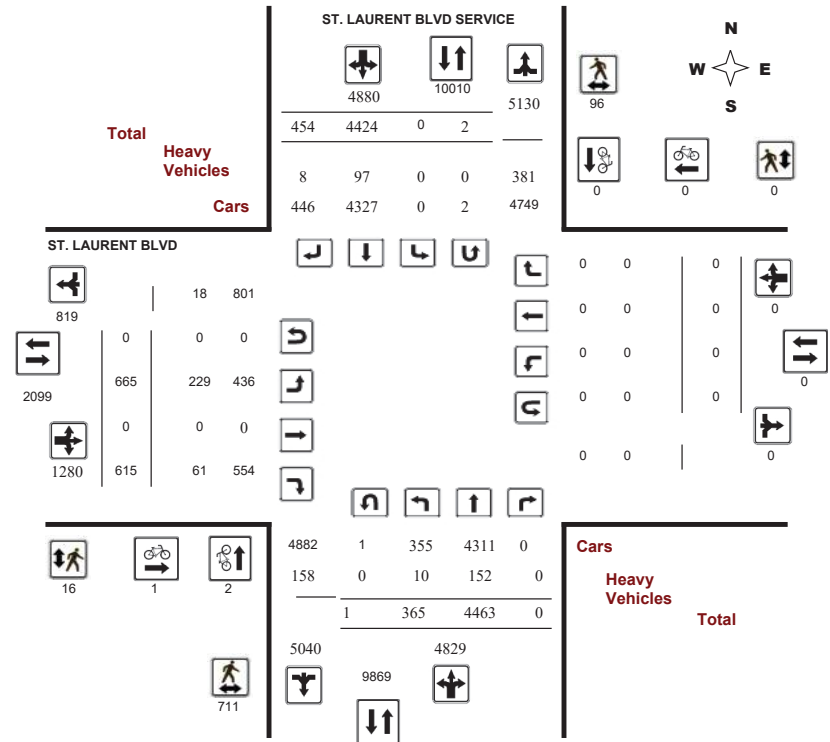 ST. LAURENT BLVD SERVICE
N
W E
S
4880 10010 5130
96
454 4424 0 2
Total
Heavy
Vehicles
8 97 0 0 381
Cars
446 4327 0 2 4749
0 0 0
ST. LAURENT BLVD
819
18 801
0 0 0
2099
665 229 436
0 0 0
1280
615 61 554
0 0 0
0 0 0
0 0 0
0 0 0
0
0
0 0
0
4882 1 355 4311 0
158 0 10 152 0
1 365 4463 0
Cars
Heavy
Vehicles
Total
16 1 2
5040 4829
9869
711